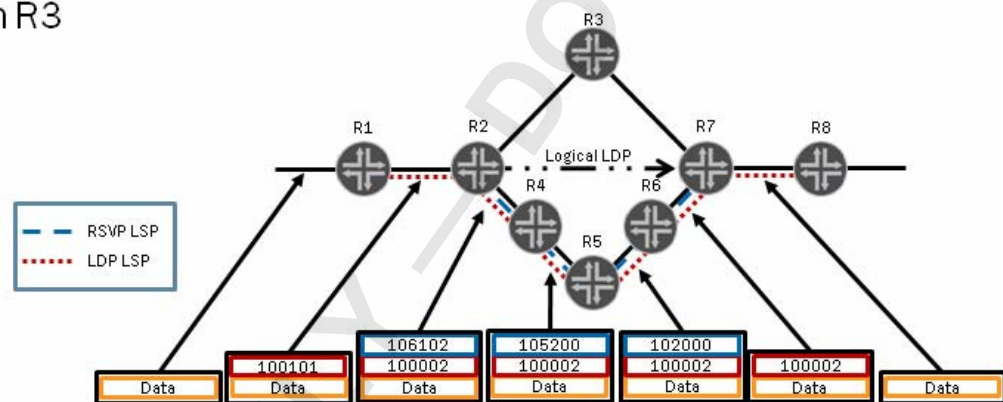 n R3
R3
R1
R2
R7
R8
Logical LDP
R4
R6
R5
RSVP LSP
LDP LSP
106102
105200
102000
100101
100002
100002
100002
100002
Data
Data
Data
Data
Data
Data
Data